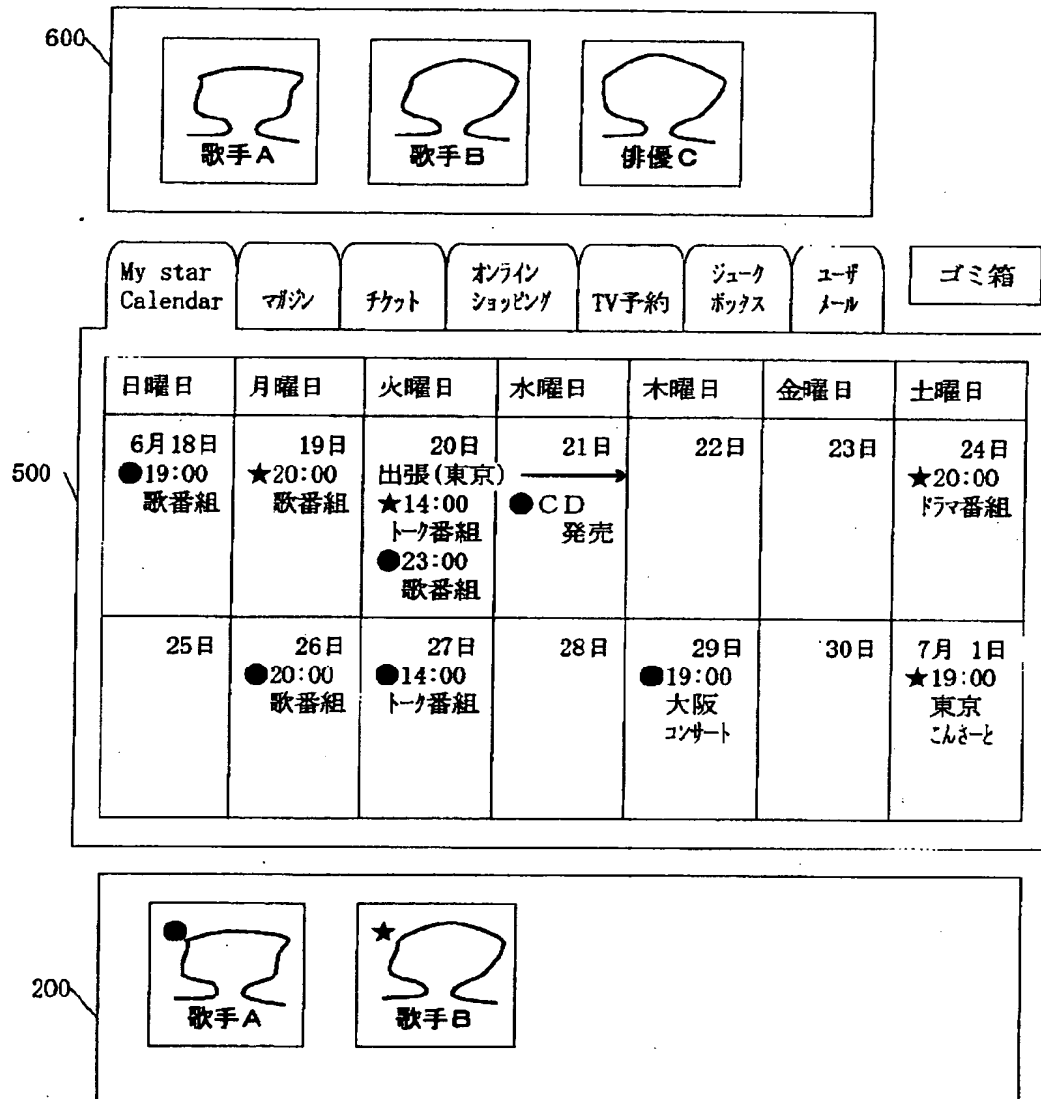 600
歌手A
歌手B
俳優C
My star
Calendar
マガジン
チケット
オンライン
ショッピング
TV予約
ジューク
ボックス
ユーザ
メール
ゴミ箱
500
日曜日
月曜日
火曜日
水曜日
木曜日
金曜日
土曜日
6月18日
●19:00
歌番組
19日
★20:00
歌番組
20日
出張(東京)
★14:00
トーク番組
●23:00
歌番組
21日
●CD
発売
22日
23日
24日
★20:00
ドラマ番組
25日
26日
●20:00
歌番組
27日
●14:00
トーク番組
28日
29日
●19:00
大阪
コンサート
30日
7月 1日
★19:00
東京
こんさーと
200
●
歌手A
★
歌手B